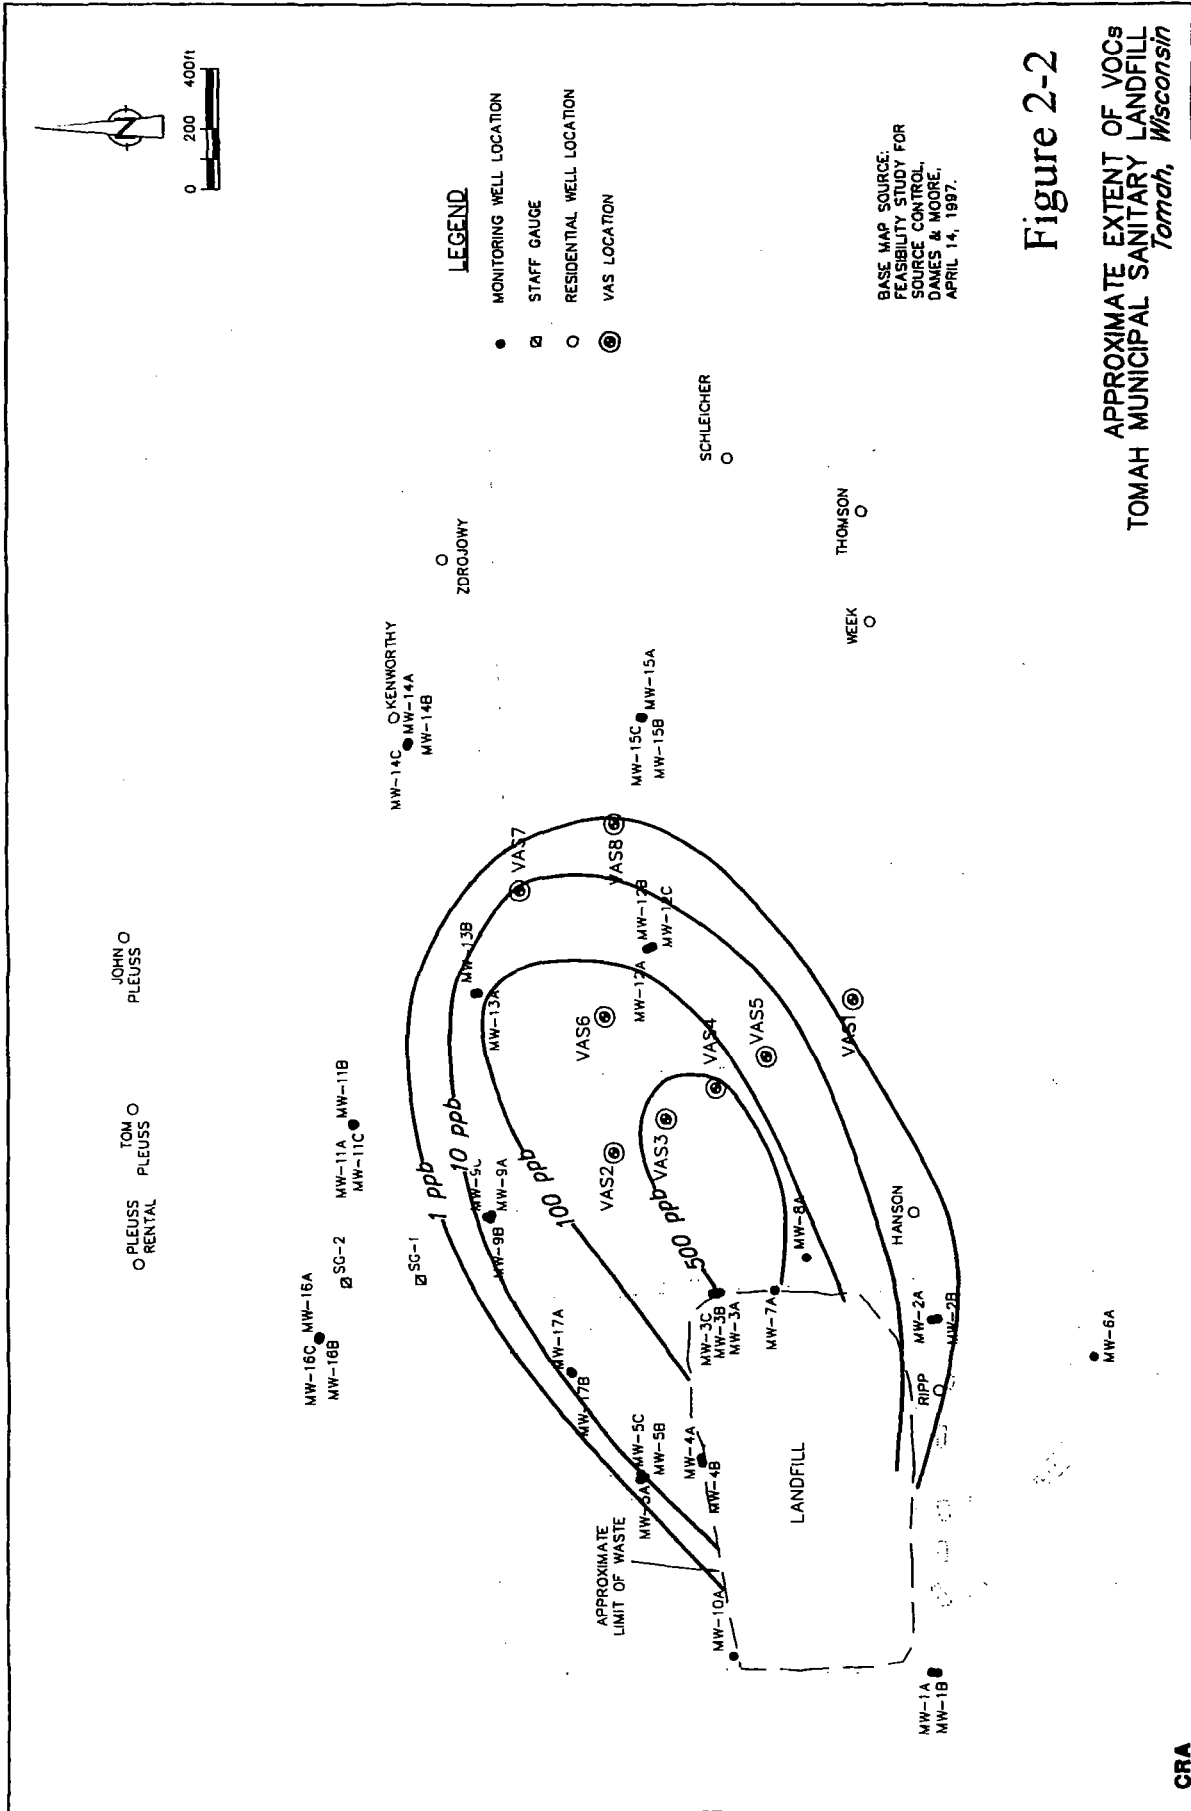 N
0 200 400ft
LEGEND
MONITORING WELL LOCATION
STAFF GAUGE
RESIDENTIAL WELL LOCATION
VAS LOCATION
BASE MAP SOURCE:
FEASIBILITY STUDY FOR
SOURCE CONTROL,
DAMES & MOORE,
APRIL 14, 1997.
Figure 2-2
APPROXIMATE EXTENT OF VOCs
TOMAH MUNICIPAL SANITARY LANDFILL
Tomah, Wisconsin
PLEUSS
RENTAL
TOM
PLEUSS
JOHN
PLEUSS
MW-16C
MW-16A
MW-16B
SG-2
SG-1
MW-11A
MW-11B
MW-11C
MW-14C
KENWORTHY
MW-14A
MW-14B
ZDROJOWY
SCHLEICHER
THOMSON
WEEK
MW-15C
MW-15A
MW-15B
1 ppb
10 ppb
100 ppb
500 ppb
MW-9C
MW-9A
MW-9B
MW-13B
MW-13A
VAS7
VAS8
MW-12B
MW-12A
MW-12C
VAS6
VAS4
VAS5
VAS1
VAS2
VAS3
MW-17A
MW-17B
MW-5C
MW-5A
MW-5B
MW-4A
MW-4B
MW-3C
MW-3B
MW-3A
MW-7A
MW-8A
HANSON
MW-2A
MW-2B
RIPP
MW-6A
APPROXIMATE
LIMIT OF WASTE
LANDFILL
MW-10A
MW-1A
MW-1B
CRA